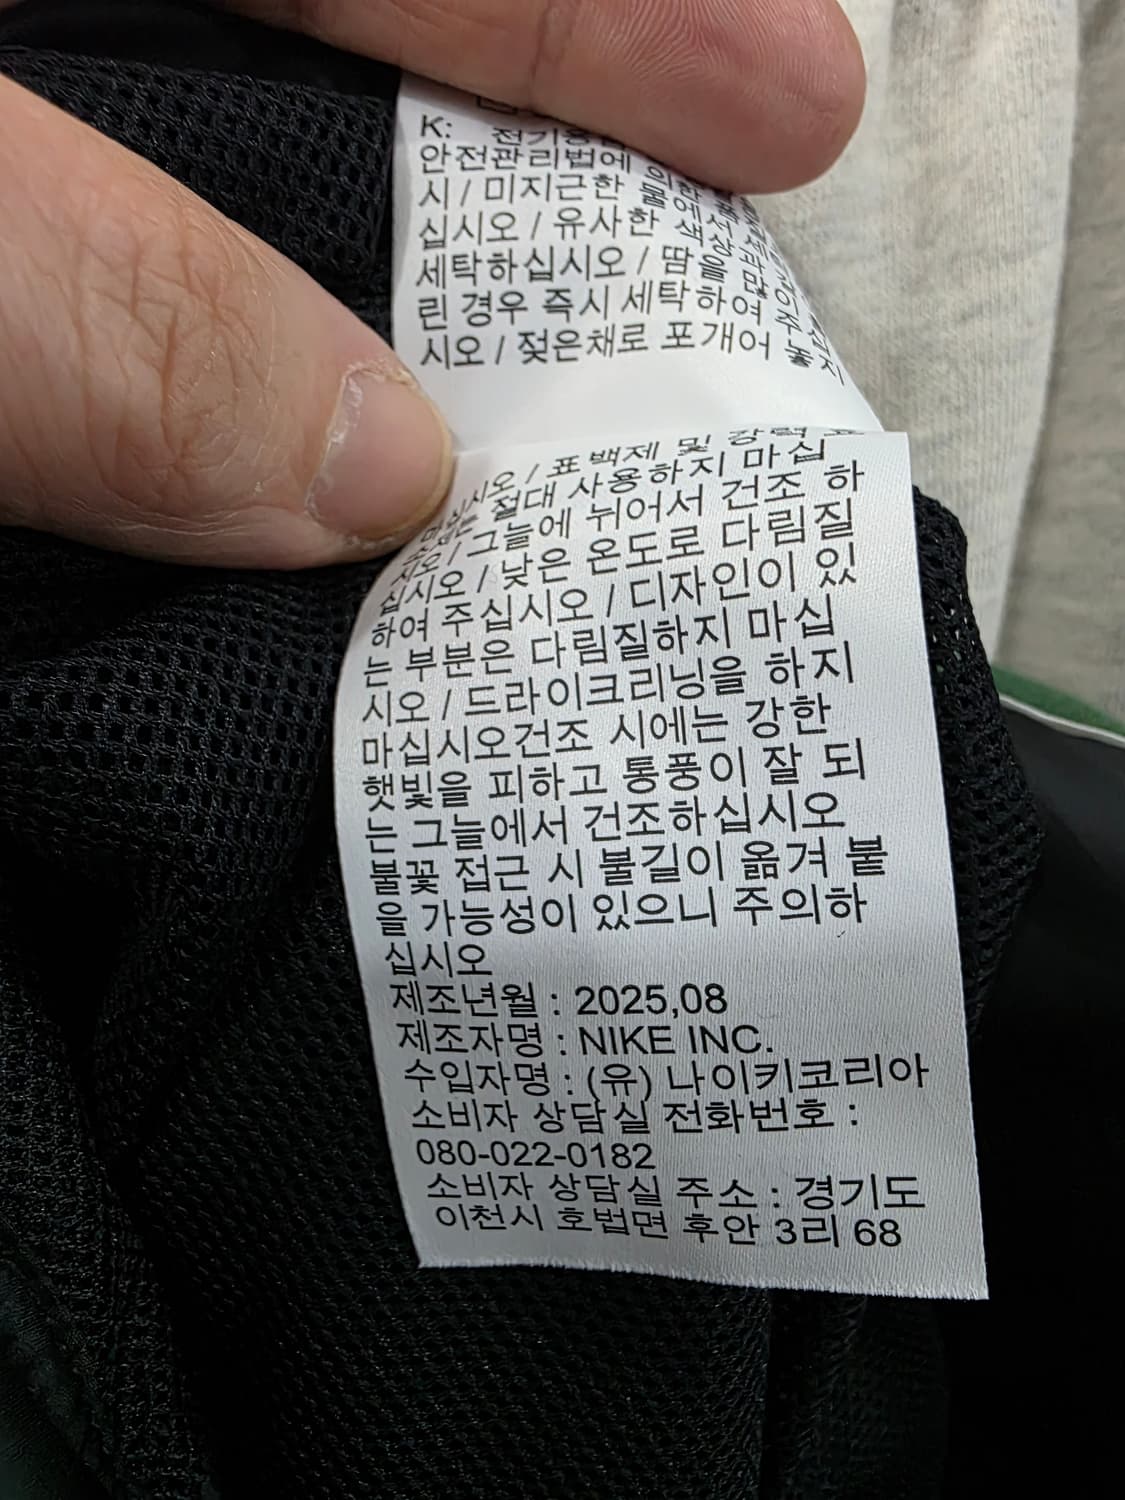 K: 전기용
안전관리법에 의한
시 / 미지근한 물에서
십시오 / 유사한 색상과
세탁하십시오 / 땀을 많이
린 경우 즉시 세탁하여 주십
시오 / 젖은채로 포개어 놓지
마십시오 / 표백제 및 강력
는 절대 사용하지 마십
시오 / 그늘에 뉘어서 건조 하
십시오 / 낮은 온도로 다림질
하여 주십시오 / 디자인이 있
는 부분은 다림질하지 마십
시오 / 드라이크리닝을 하지
마십시오건조 시에는 강한
햇빛을 피하고 통풍이 잘 되
는 그늘에서 건조하십시오
불꽃 접근 시 불길이 옮겨 붙
을 가능성이 있으니 주의하
십시오
제조년월 : 2025,08
제조자명 : NIKE INC.
수입자명 : (유) 나이키코리아
소비자 상담실 전화번호 :
080-022-0182
소비자 상담실 주소 : 경기도
이천시 호법면 후안 3리 68